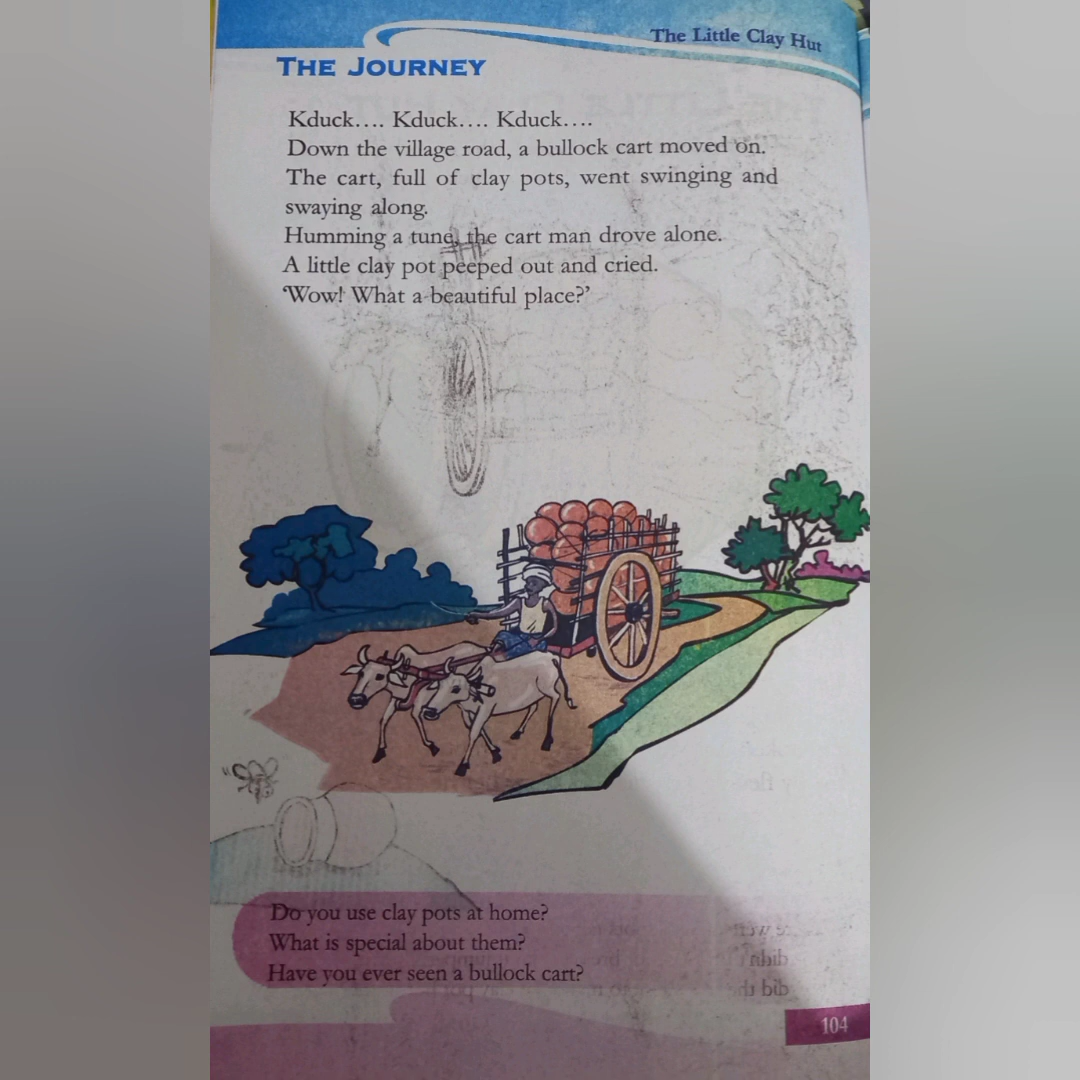 The Little Clay Hut
THE JOURNEY
Kduck…. Kduck…. Kduck….
Down the village road, a bullock cart moved on.
The cart, full of clay pots, went swinging and
swaying along.
Humming a tune, the cart man drove alone.
A little clay pot peeped out and cried.
‘Wow! What a beautiful place?’
Do you use clay pots at home?
What is special about them?
Have you ever seen a bullock cart?
104